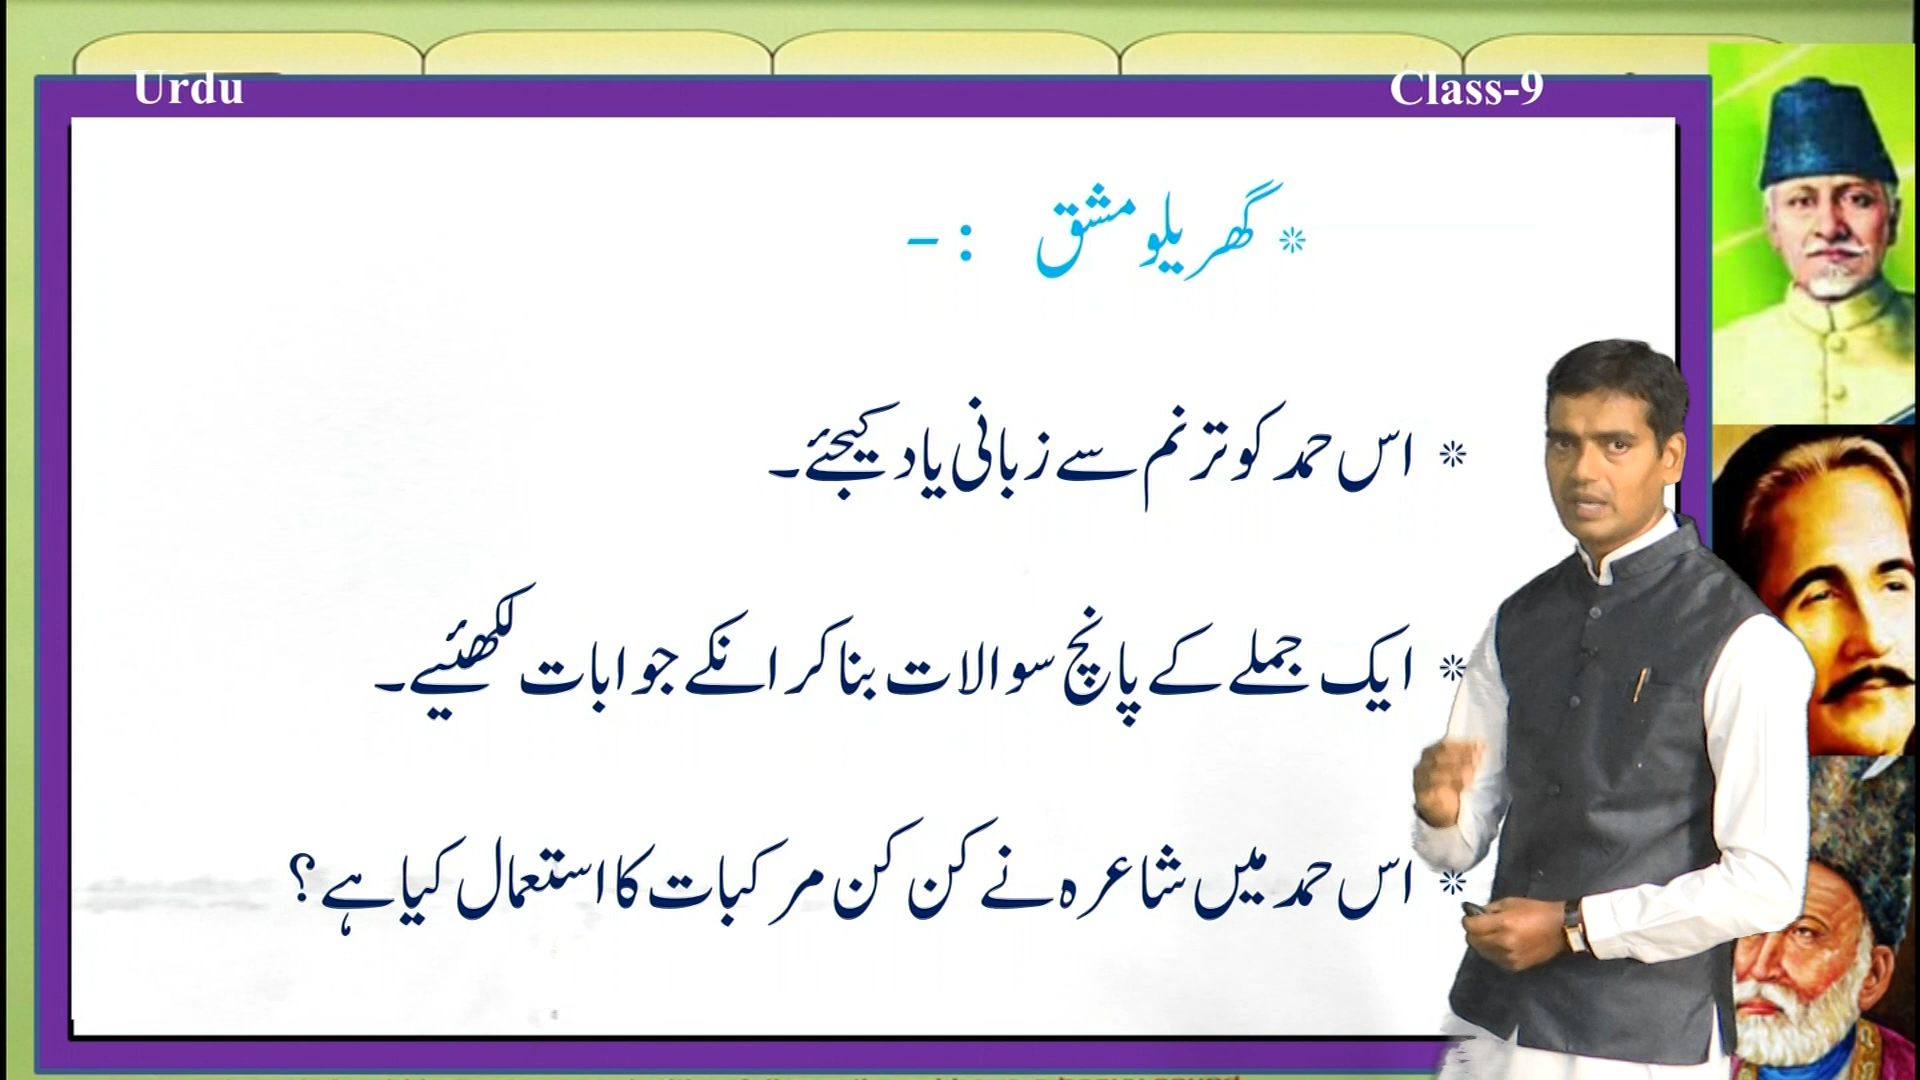 Urdu
Class-9
* گھریلو مشق : -
* اس حمد کو ترنم سے زبانی یاد کیجئے۔
* ایک جملے کے پانچ سوالات بنا کر انکے جوابات لکھئیے۔
* اس حمد میں شاعرہ نے کن کن مرکبات کا استعمال کیا ہے؟